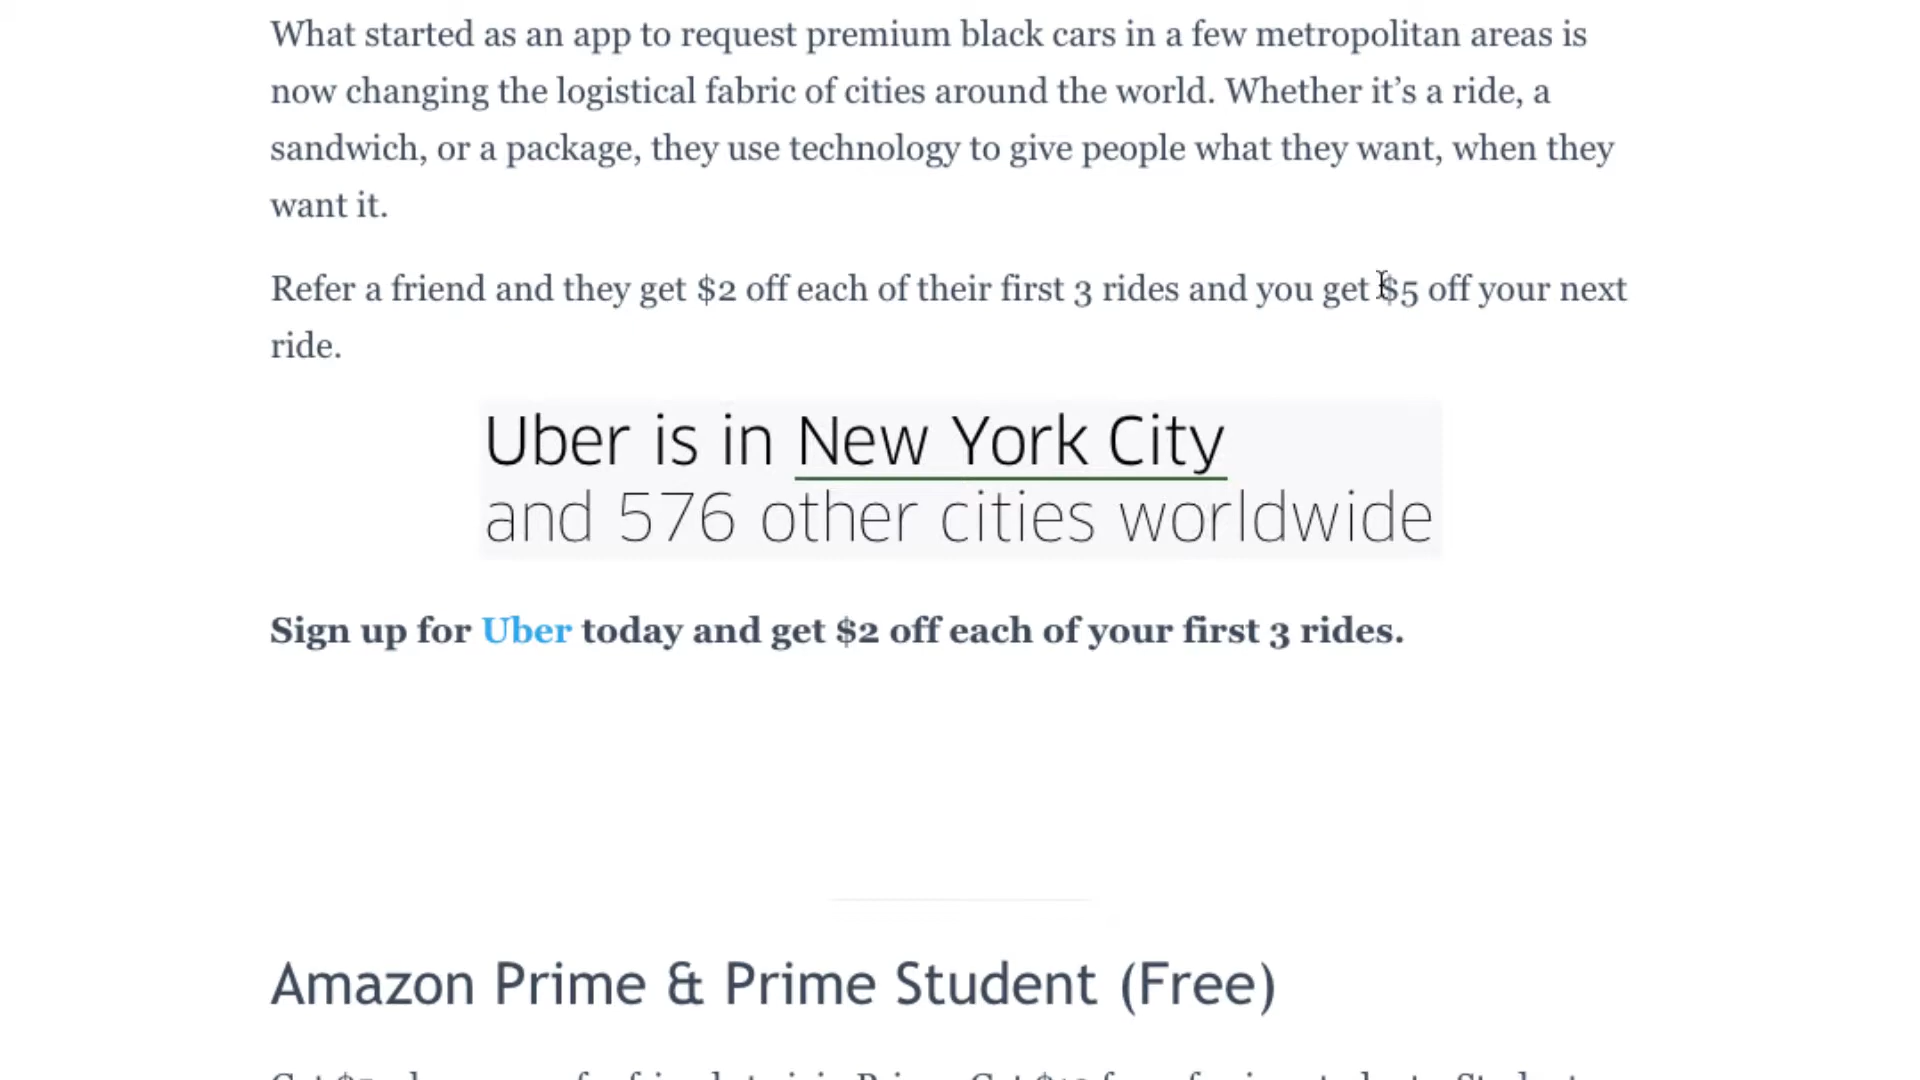 What started as an app to request premium black cars in a few metropolitan areas is
now changing the logistical fabric of cities around the world. Whether it’s a ride, a
sandwich, or a package, they use technology to give people what they want, when they
want it.
Refer a friend and they get $2 off each of their first 3 rides and you get $5 off your next
ride.
Uber is in New York City
and 576 other cities worldwide
Sign up for Uber today and get $2 off each of your first 3 rides.
Amazon Prime & Prime Student (Free)